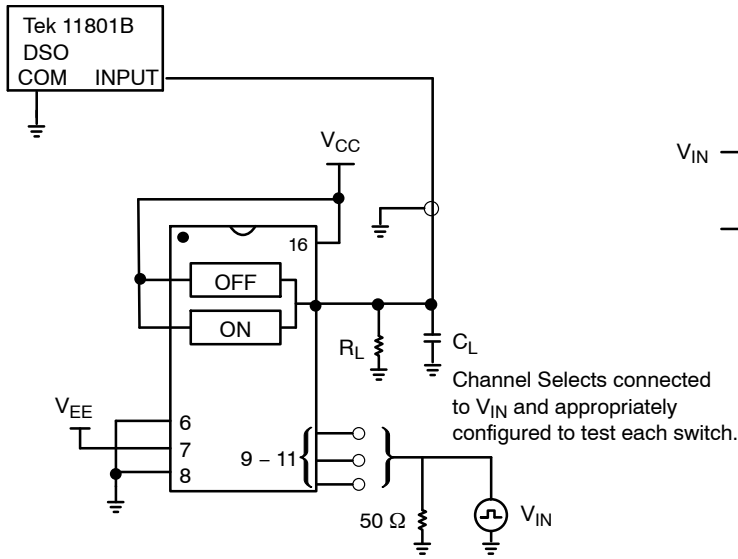 Tek 11801B
DSO
COM INPUT
V_CC
V_IN
16
OFF
ON
R_L
C_L
Channel Selects connected
to V_IN and appropriately
configured to test each switch.
V_EE
6
7
8
9 – 11
50 Ω
V_IN